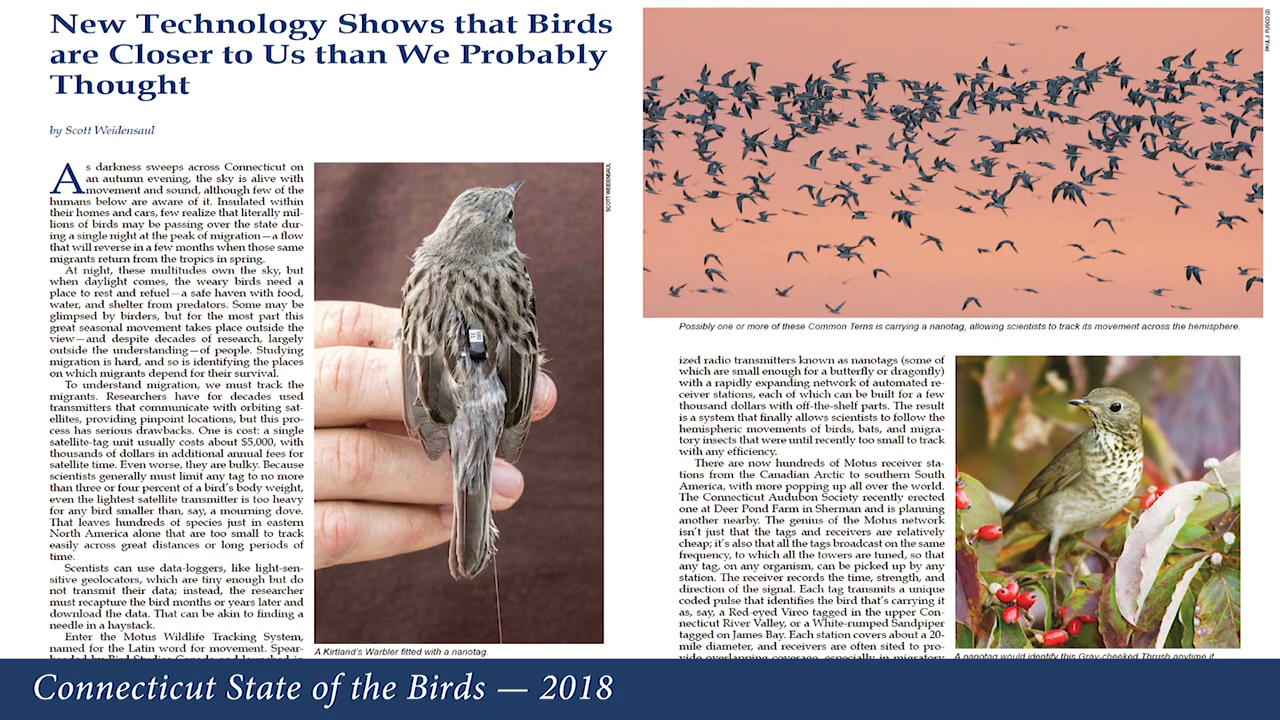 New Technology Shows that Birds
are Closer to Us than We Probably
Thought
by Scott Weidensaul
As darkness sweeps across Connecticut on
an autumn evening, the sky is alive with
movement and sound, although few of the
humans below are aware of it. Insulated within
their homes and cars, few realize that literally mil-
lions of birds may be passing over the state dur-
ing a single night at the peak of migration—a flow
that will reverse in a few months when those same
migrants return from the tropics in spring.
At night, these multitudes own the sky, but
when daylight comes, the weary birds need a
place to rest and refuel—a safe haven with food,
water, and shelter from predators. Some may be
glimpsed by birders, but for the most part this
great seasonal movement takes place outside the
view—and despite decades of research, largely
outside the understanding—of people. Studying
migration is hard, and so is identifying the places
on which migrants depend for their survival.
To understand migration, we must track the
migrants. Researchers have for decades used
transmitters that communicate with orbiting sat-
ellites, providing pinpoint locations, but this pro-
cess has serious drawbacks. One is cost: a single
satellite-tag unit usually costs about $5,000, with
thousands of dollars in additional annual fees for
satellite time. Even worse, they are bulky. Because
scientists generally must limit any tag to no more
than three or four percent of a bird's body weight,
even the lightest satellite transmitter is too heavy
for any bird smaller than, say, a mourning dove.
That leaves hundreds of species just in eastern
North America alone that are too small to track
easily across great distances or long periods of
time.
Scientists can use data-loggers, like light-sen-
sitive geolocators, which are tiny enough but do
not transmit their data; instead, the researcher
must recapture the bird months or years later and
download the data. That can be akin to finding a
needle in a haystack.
Enter the Motus Wildlife Tracking System,
named for the Latin word for movement. Spear-
SCOTT WEIDENSAUL
A Kirtland's Warbler fitted with a nanotag.
PAUL J. FUSCO (2)
Possibly one or more of these Common Terns is carrying a nanotag, allowing scientists to track its movement across the hemisphere.
ized radio transmitters known as nanotags (some of
which are small enough for a butterfly or dragonfly)
with a rapidly expanding network of automated re-
ceiver stations, each of which can be built for a few
thousand dollars with off-the-shelf parts. The result
is a system that finally allows scientists to follow the
hemispheric movements of birds, bats, and migra-
tory insects that were until recently too small to track
with any efficiency.
There are now hundreds of Motus receiver sta-
tions from the Canadian Arctic to southern South
America, with more popping up all over the world.
The Connecticut Audubon Society recently erected
one at Deer Pond Farm in Sherman and is planning
another nearby. The genius of the Motus network
isn't just that the tags and receivers are relatively
cheap; it's also that all the tags broadcast on the same
frequency, to which all the towers are tuned, so that
any tag, on any organism, can be picked up by any
station. The receiver records the time, strength, and
direction of the signal. Each tag transmits a unique
coded pulse that identifies the bird that's carrying it
as, say, a Red-eyed Vireo tagged in the upper Con-
necticut River Valley, or a White-rumped Sandpiper
tagged on James Bay. Each station covers about a 20-
mile diameter, and receivers are often sited to pro-
vide overlapping coverage, especially in migratory
A nanotag would identify this Gray-cheeked Thrush anytime it
Connecticut State of the Birds — 2018